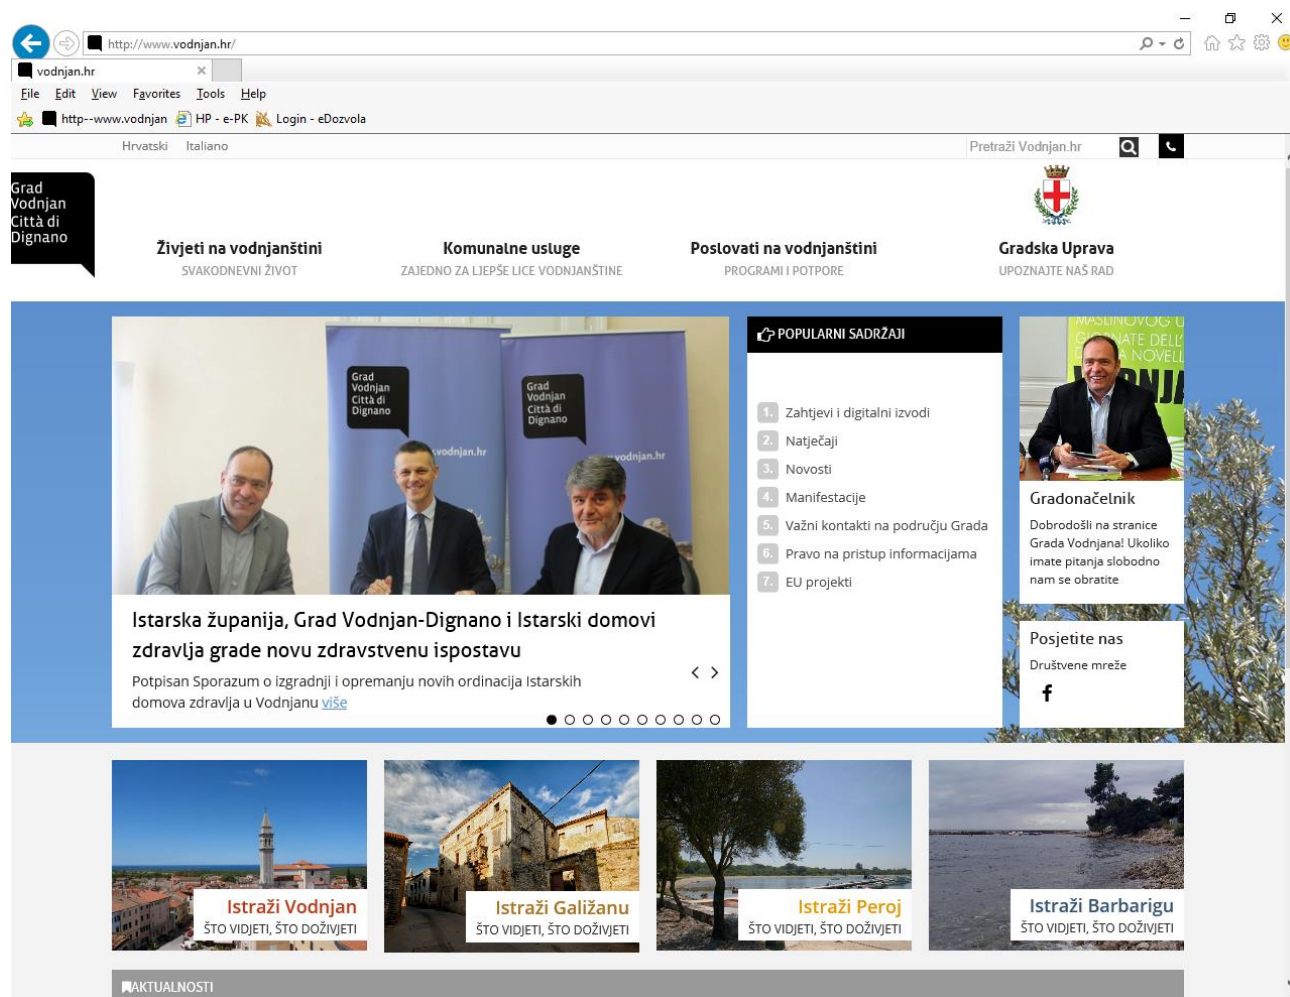 http://www.vodnjan.hr/
vodnjan.hr
File Edit View Favorites Tools Help
http--www.vodnjan HP - e-PK Login - eDozvola
Hrvatski Italiano
Pretraži Vodnjan.hr
Grad
Vodnjan
Città di
Dignano
Živjeti na vodnjanštini
SVAKODNEVNI ŽIVOT
Komunalne usluge
ZAJEDNO ZA LJEPŠE LICE VODNJANŠTINE
Poslovati na vodnjanštini
PROGRAMI I POTPORE
Gradska Uprava
UPOZNAJTE NAŠ RAD
Grad
Vodnjan
Città di
Dignano
vodnjan.hr
Grad
Vodnjan
Città di
Dignano
vodnjan.hr
Istarska županija, Grad Vodnjan-Dignano i Istarski domovi
zdravlja grade novu zdravstvenu ispostavu
Potpisan Sporazum o izgradnji i opremanju novih ordinacija Istarskih
domova zdravlja u Vodnjanu više
POPULARNI SADRŽAJI
1. Zahtjevi i digitalni izvodi
2. Natječaji
3. Novosti
4. Manifestacije
5. Važni kontakti na području Grada
6. Pravo na pristup informacijama
7. EU projekti
MASLINOVOG U
DELL'
NOVELL
Gradonačelnik
Dobrodošli na stranice
Grada Vodnjana! Ukoliko
imate pitanja slobodno
nam se obratite
Posjetite nas
Društvene mreže
Istraži Vodnjan
ŠTO VIDJETI, ŠTO DOŽIVJETI
Istraži Galižanu
ŠTO VIDJETI, ŠTO DOŽIVJETI
Istraži Peroj
ŠTO VIDJETI, ŠTO DOŽIVJETI
Istraži Barbarigu
ŠTO VIDJETI, ŠTO DOŽIVJETI
AKTUALNOSTI